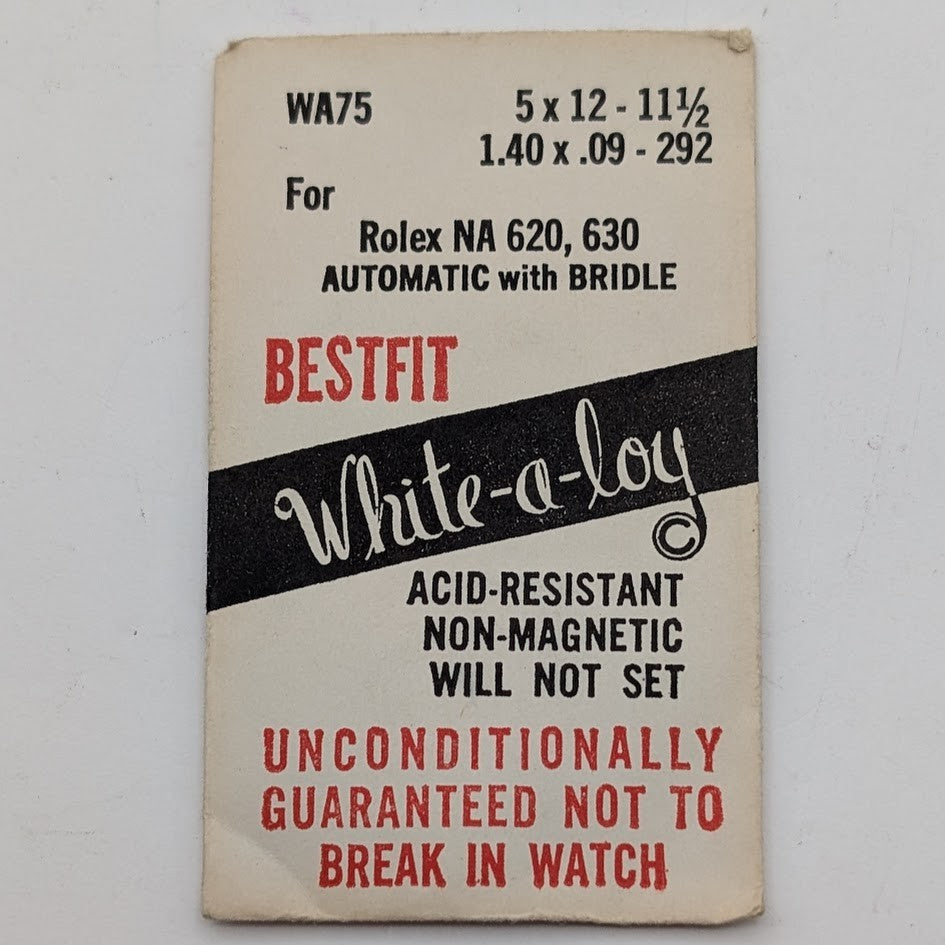 WA75 5 x 12 - 11½
1.40 x .09 - 292
For
Rolex NA 620, 630
AUTOMATIC with BRIDLE
BESTFIT
White-a-loy
©
ACID-RESISTANT
NON-MAGNETIC
WILL NOT SET
UNCONDITIONALLY
GUARANTEED NOT TO
BREAK IN WATCH